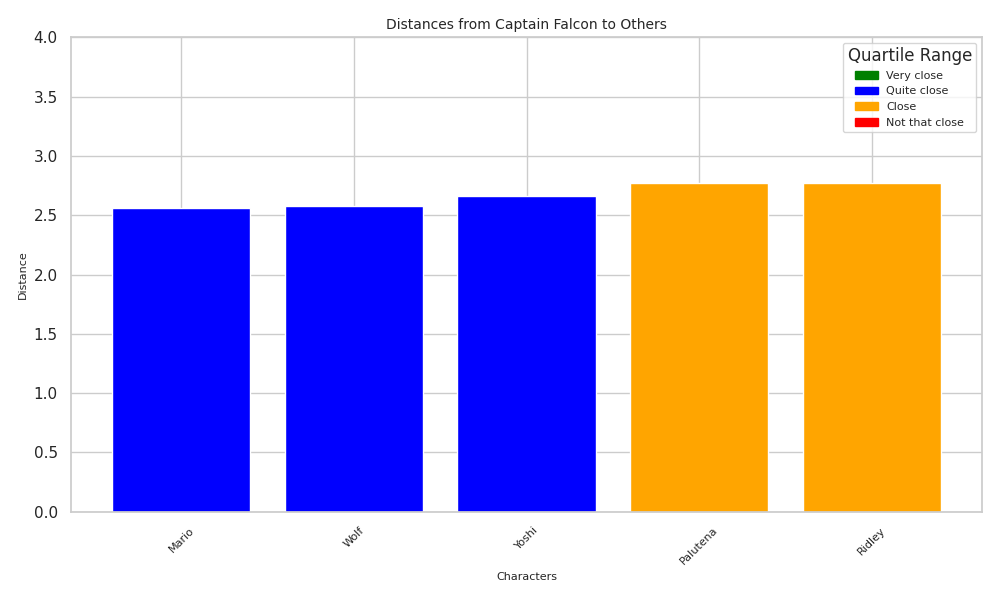 Distances from Captain Falcon to Others
4.0
3.5
3.0
2.5
2.0
1.5
1.0
0.5
0.0
Distance
Quartile Range
Very close
Quite close
Close
Not that close
Mario
Wolf
Yoshi
Palutena
Ridley
Characters